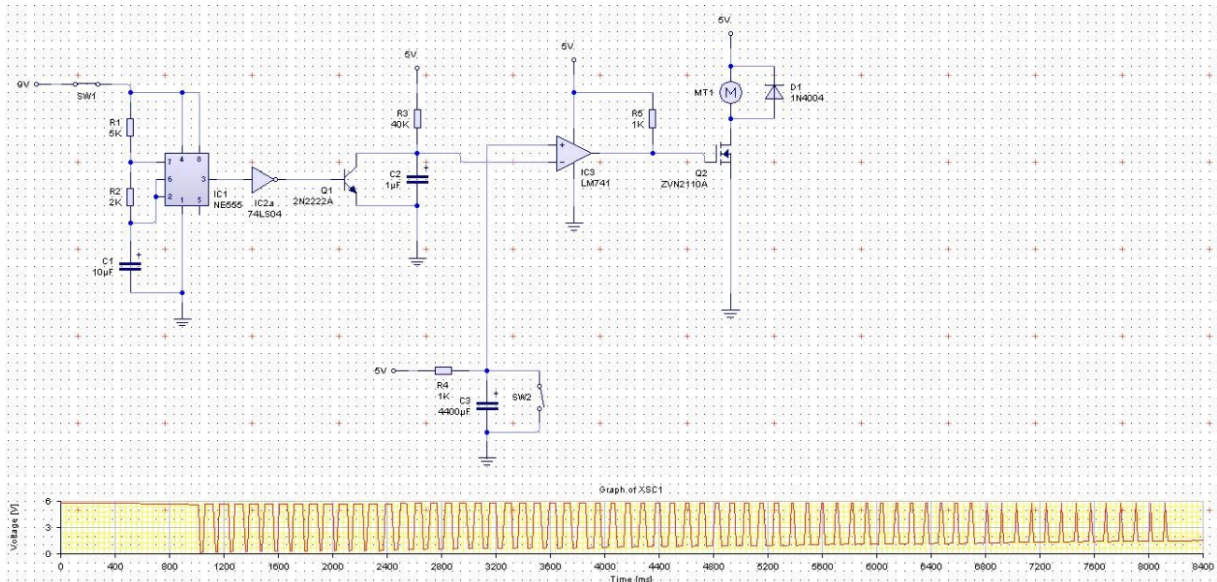 9V
SW1
R1
5K
R2
2K
C1
10µF
+
7
6
2
4
8
3
1
5
IC1
NE555
IC2a
74LS04
Q1
2N2222A
5V
R3
40K
C2
1µF
+
5V
+
−
IC3
LM741
R5
1K
5V
MT1
M
D1
1N4004
Q2
ZVN2110A
5V
R4
1K
C3
4400µF
+
SW2
Graph of XSC1
Voltage [V]
6
3
0
0 400 800 1200 1600 2000 2400 2800 3200 3600 4000 4400 4800 5200 5600 6000 6400 6800 7200 7600 8000 8400
Time [ms]